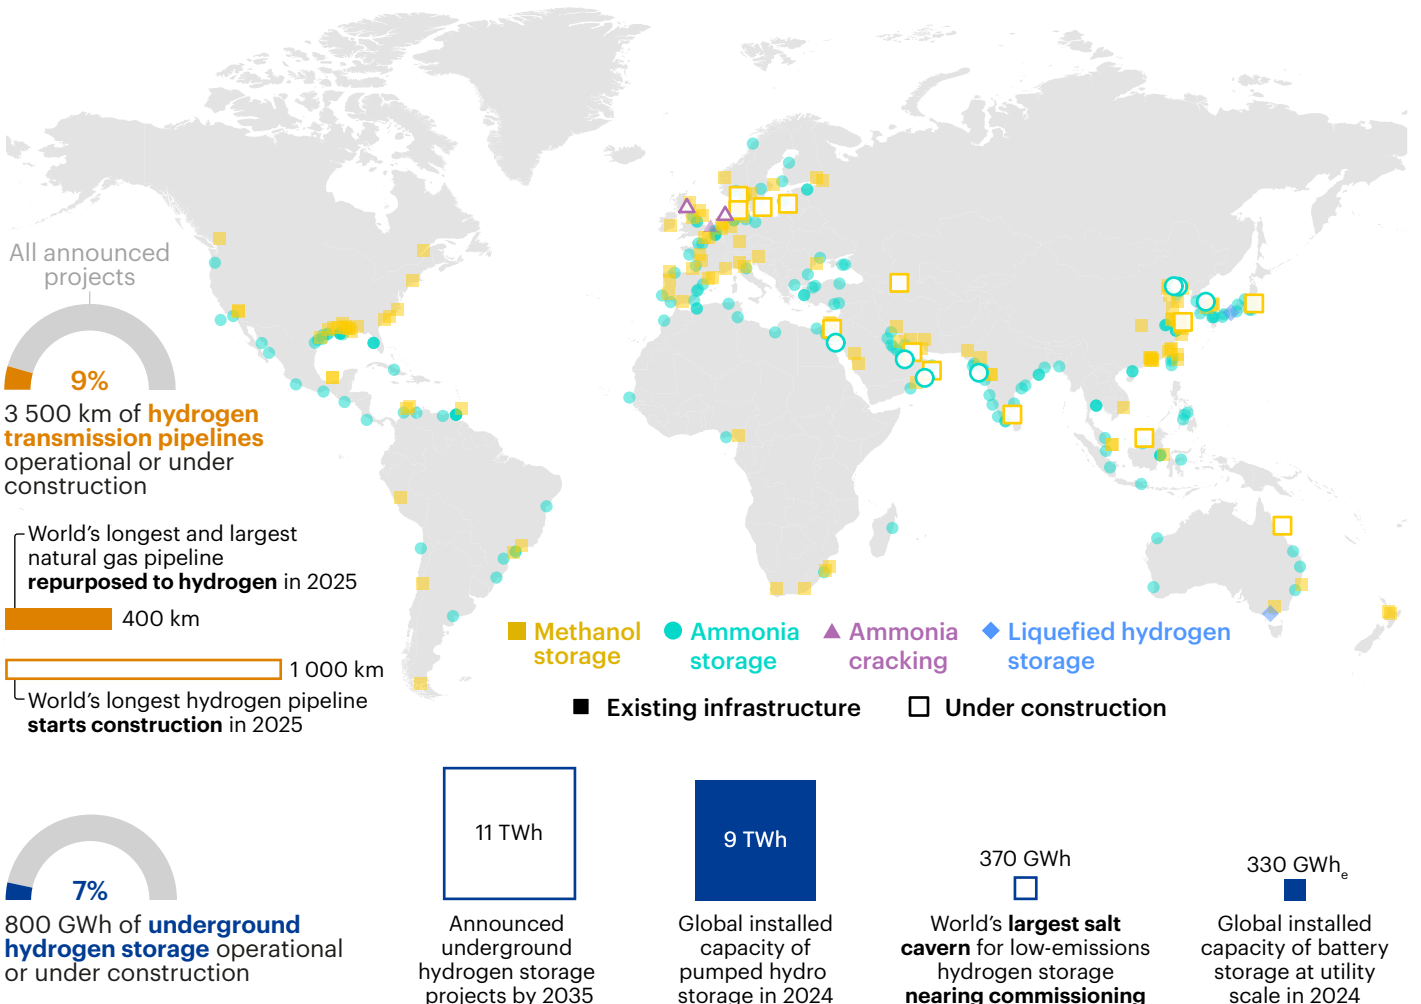 All announced
projects
9%
3 500 km of hydrogen
transmission pipelines
operational or under
construction
World's longest and largest
natural gas pipeline
repurposed to hydrogen in 2025
400 km
1 000 km
World's longest hydrogen pipeline
starts construction in 2025
Methanol
storage
Ammonia
storage
Ammonia
cracking
Liquefied hydrogen
storage
Existing infrastructure
Under construction
7%
800 GWh of underground
hydrogen storage operational
or under construction
11 TWh
Announced
underground
hydrogen storage
projects by 2035
9 TWh
Global installed
capacity of
pumped hydro
storage in 2024
370 GWh
World's largest salt
cavern for low-emissions
hydrogen storage
nearing commissioning
330 GWhe
Global installed
capacity of battery
storage at utility
scale in 2024